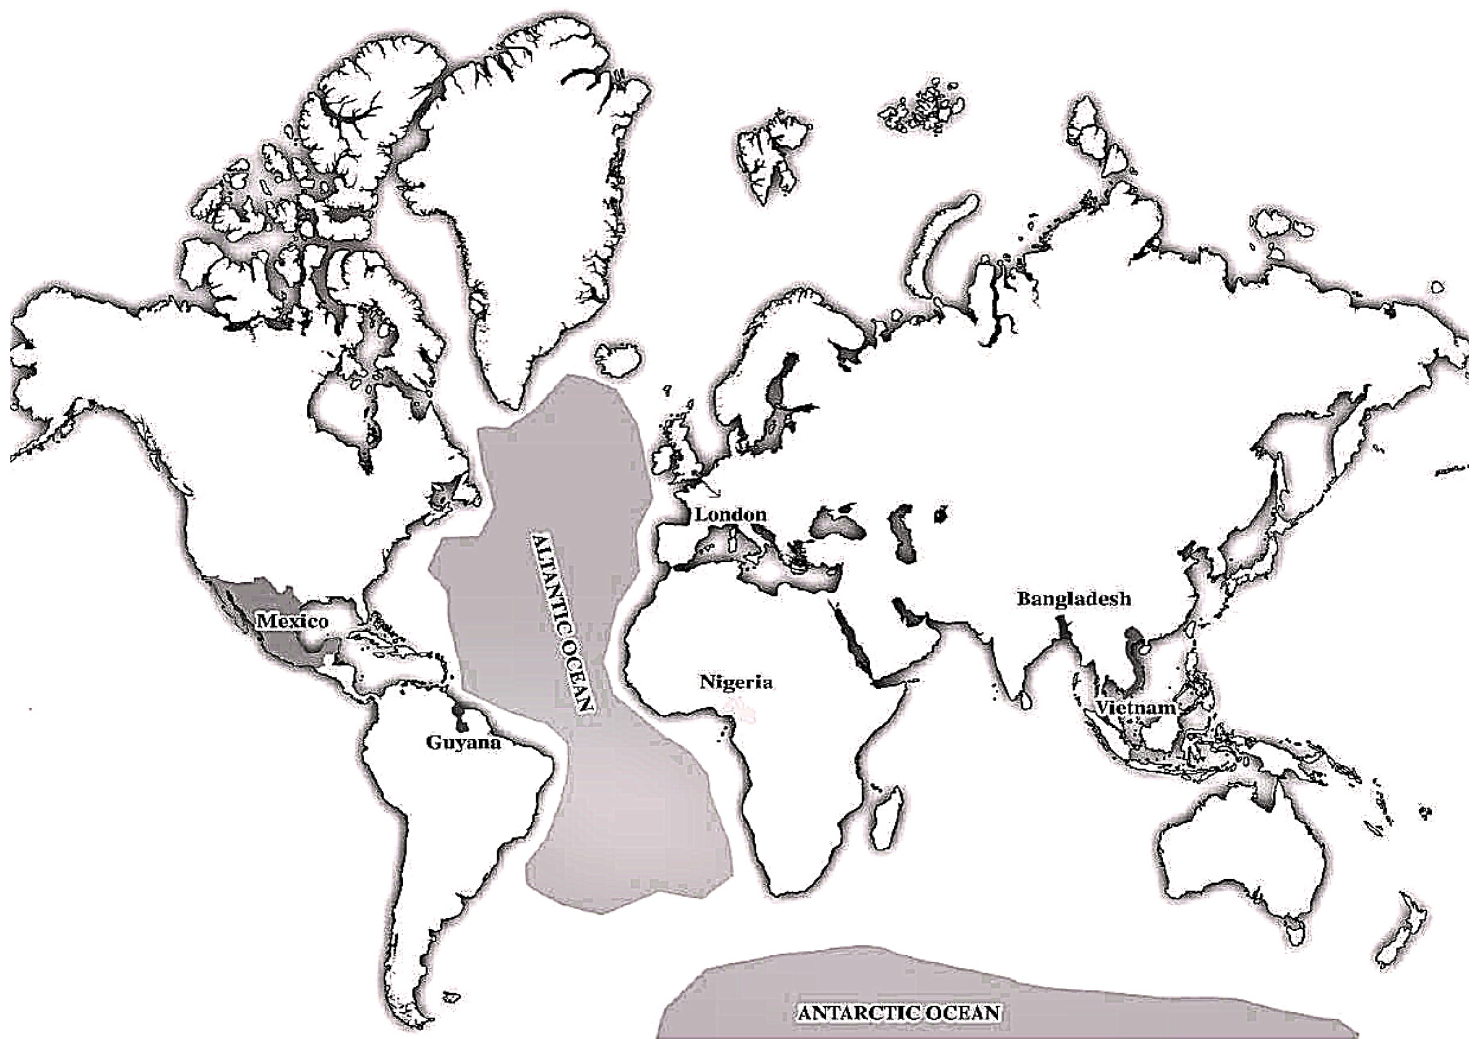 London
ALTANTIC OCEAN
Bangladesh
Mexico
Nigeria
Vietnam
Guyana
ANTARCTIC OCEAN